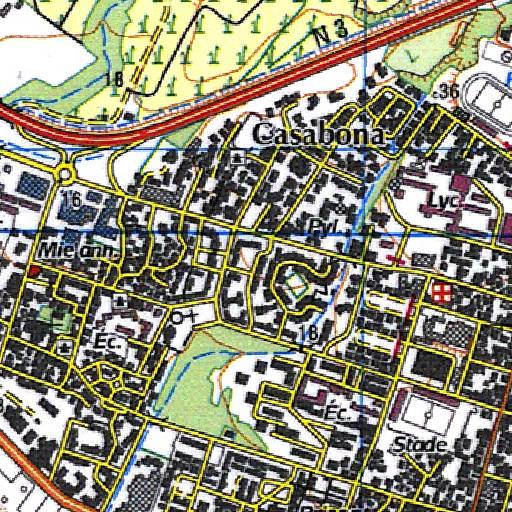 N 3
18
36
Casabona
Lyc.
16
Pyl.
Mie ann.
18
Ec.
Ec.
Stade